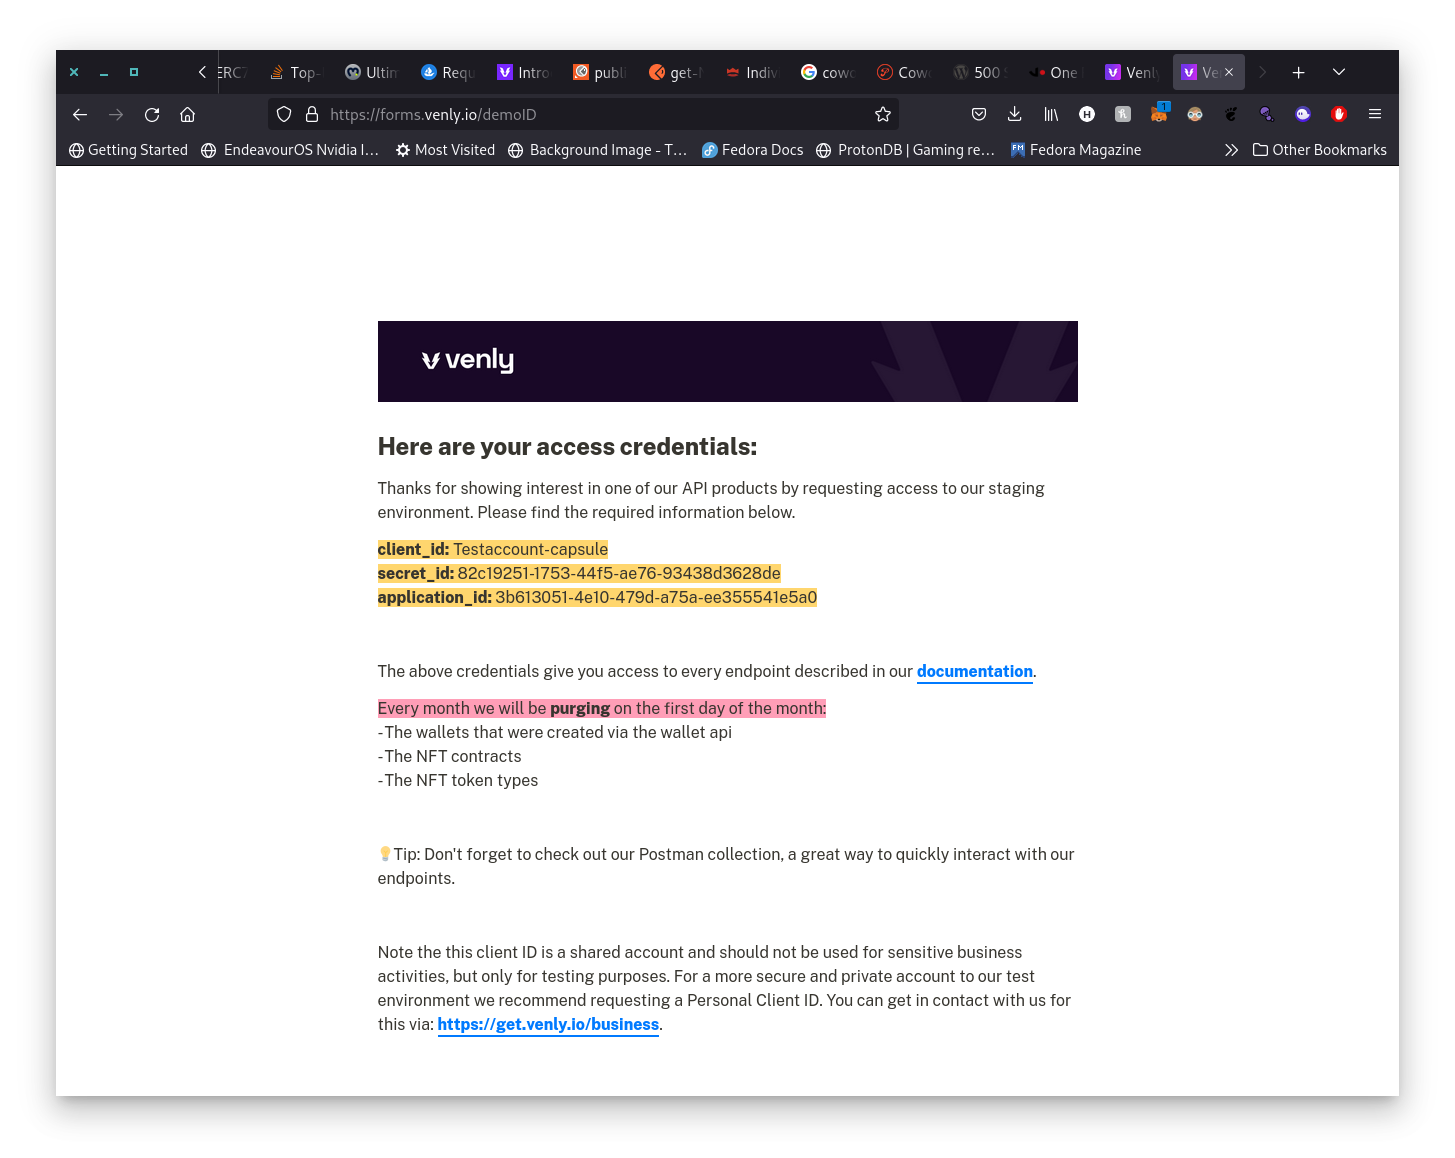 ERC7 Top- Ultim Requ Intro publi get- Indivi cowc Cowc 500 One Venly Ve
https://forms.venly.io/demoID 1
Getting Started EndeavourOS Nvidia I... Most Visited Background Image - T... Fedora Docs ProtonDB | Gaming re... Fedora Magazine Other Bookmarks
venly
Here are your access credentials:
Thanks for showing interest in one of our API products by requesting access to our staging
environment. Please find the required information below.
client_id: Testaccount-capsule
secret_id: 82c19251-1753-44f5-ae76-93438d3628de
application_id: 3b613051-4e10-479d-a75a-ee355541e5a0
The above credentials give you access to every endpoint described in our documentation.
Every month we will be purging on the first day of the month:
- The wallets that were created via the wallet api
- The NFT contracts
- The NFT token types
💡Tip: Don't forget to check out our Postman collection, a great way to quickly interact with our
endpoints.
Note the this client ID is a shared account and should not be used for sensitive business
activities, but only for testing purposes. For a more secure and private account to our test
environment we recommend requesting a Personal Client ID. You can get in contact with us for
this via: https://get.venly.io/business.